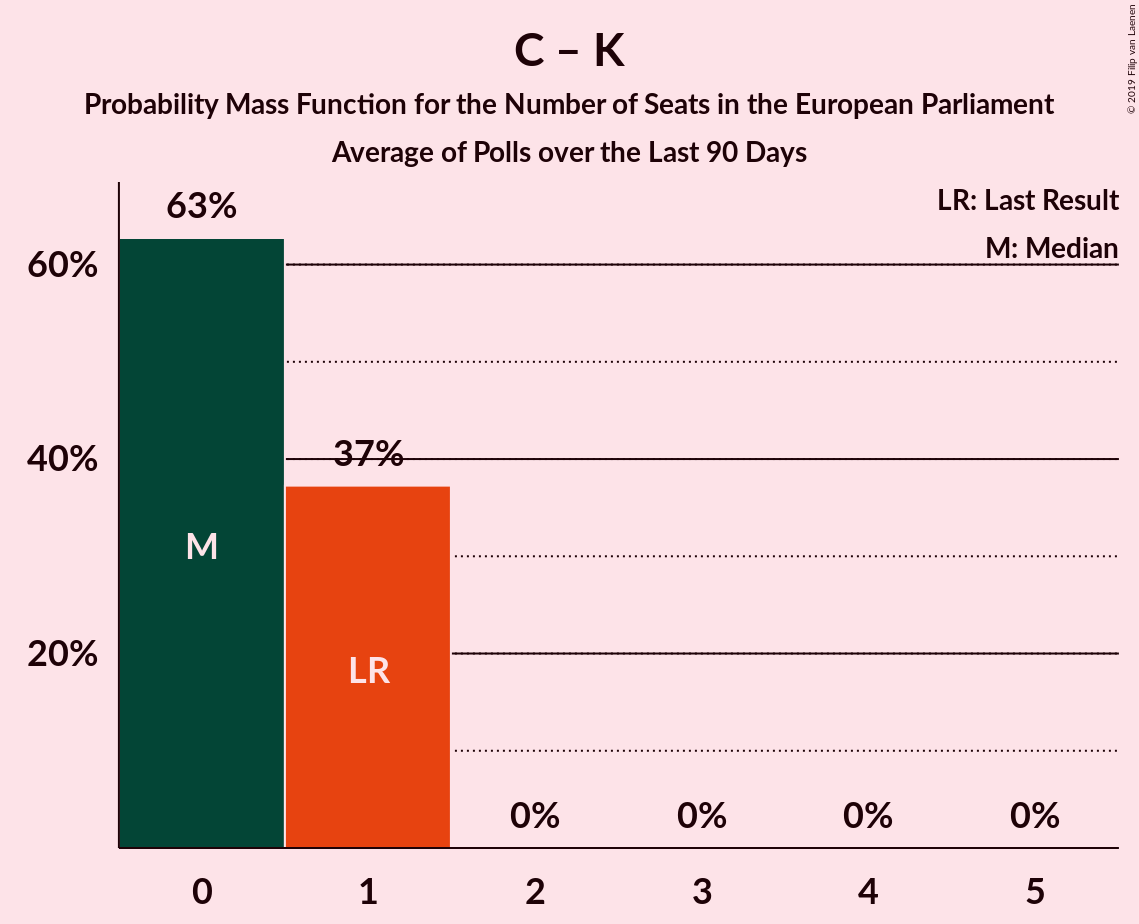 C – K
Probability Mass Function for the Number of Seats in the European Parliament
Average of Polls over the Last 90 Days
© 2019 Filip van Laenen
LR: Last Result
M: Median
63%
60%
37%
40%
M
LR
20%
0% 0% 0% 0%
0 1 2 3 4 5